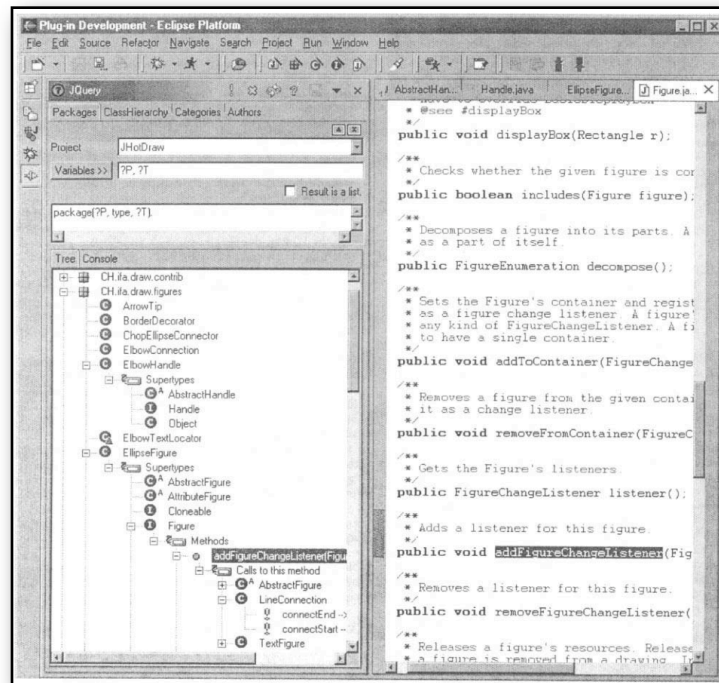 Plug-in Development - Eclipse Platform
File Edit Source Refactor Navigate Search Project Run Window Help
JQuery
Packages ClassHierarchy Categories Authors
Project JHotDraw
Variables >> ?P, ?T
Result is a list.
package(?P, type, ?T).
Tree Console
CH.ifa.draw.contrib
CH.ifa.draw.figures
ArrowTip
BorderDecorator
ChopEllipseConnector
ElbowConnection
ElbowHandle
Supertypes
AbstractHandle
Handle
Object
ElbowTextLocator
EllipseFigure
Supertypes
AbstractFigure
AttributeFigure
Cloneable
Figure
Methods
addFigureChangeListener(Figu
Calls to this method
AbstractFigure
LineConnection
connectEnd -->
connectStart --
TextFigure
AbstractHan... Handle.java EllipseFigure... Figure.ja...
* @see #displayBox
*/
public void displayBox(Rectangle r);
/**
* Checks whether the given figure is con
*/
public boolean includes(Figure figure);
/**
* Decomposes a figure into its parts. A
* as a part of itself.
*/
public FigureEnumeration decompose();
/**
* Sets the Figure's container and regist
* as a figure change listener. A figure'
* any kind of FigureChangeListener. A fi
* to have a single container.
*/
public void addToContainer(FigureChange
/**
* Removes a figure from the given contai
* it as a change listener.
*/
public void removeFromContainer(FigureC
/**
* Gets the Figure's listeners.
*/
public FigureChangeListener listener();
/**
* Adds a listener for this figure.
*/
public void addFigureChangeListener(Fig
/**
* Removes a listener for this figure.
*/
public void removeFigureChangeListener(
/**
* Releases a figure's resources. Release
* a figure is removed from a drawing. In